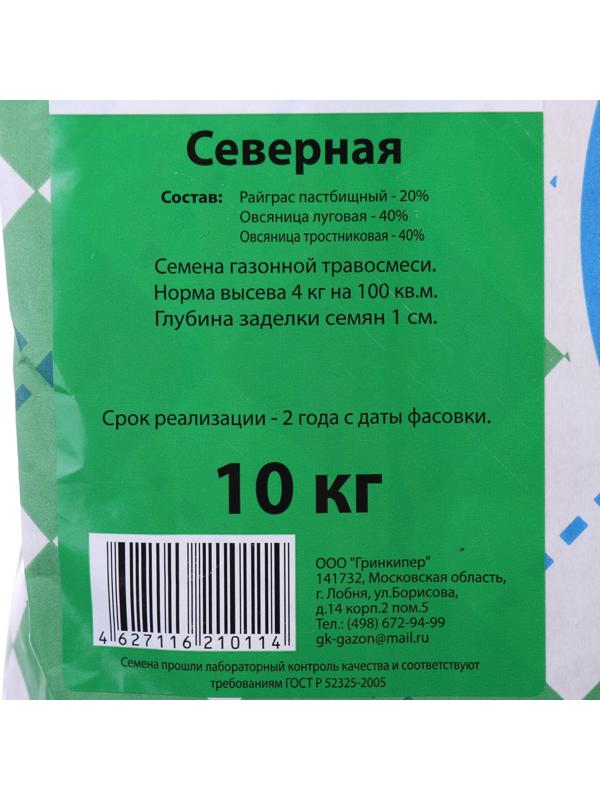 Северная
Состав: Райграс пастбищный - 20%
Овсяница луговая - 40%
Овсяница тростниковая - 40%
Семена газонной травосмеси.
Норма высева 4 кг на 100 кв.м.
Глубина заделки семян 1 см.
Срок реализации - 2 года с даты фасовки.
10 кг
4 627116 210114
ООО "Гринкипер"
141732, Московская область,
г. Лобня, ул.Борисова,
д.14 корп.2 пом.5
Тел.: (498) 672-94-99
gk-gazon@mail.ru
Семена прошли лабораторный контроль качества и соответствуют
требованиям ГОСТ Р 52325-2005